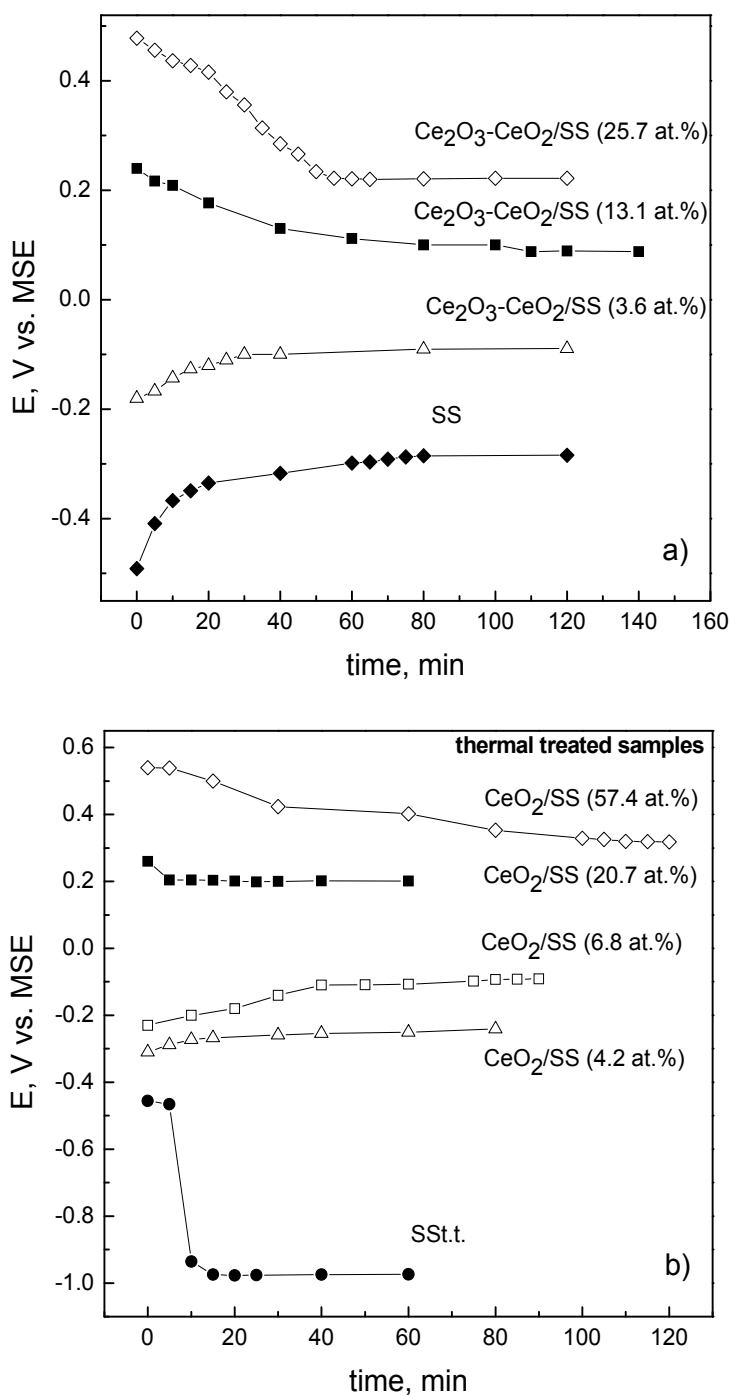 0.4
0.2
0.0
-0.2
-0.4
E, V vs. MSE
Ce2O3-CeO2/SS (25.7 at.%)
Ce2O3-CeO2/SS (13.1 at.%)
Ce2O3-CeO2/SS (3.6 at.%)
SS
a)
0 20 40 60 80 100 120 140 160
time, min
0.6
0.4
0.2
0.0
-0.2
-0.4
-0.6
-0.8
-1.0
E, V vs. MSE
thermal treated samples
CeO2/SS (57.4 at.%)
CeO2/SS (20.7 at.%)
CeO2/SS (6.8 at.%)
CeO2/SS (4.2 at.%)
SSt.t.
b)
0 20 40 60 80 100 120
time, min